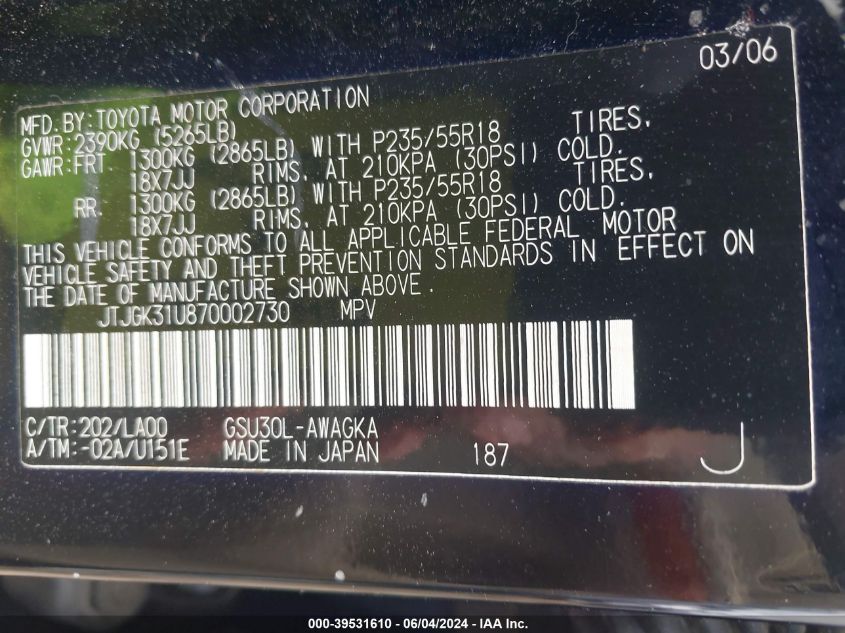 03/06
MFD.BY:TOYOTA MOTOR CORPORATION
GVWR:2390KG (5265LB)
GAWR:FRT. 1300KG (2865LB) WITH P235/55R18 TIRES,
18X7JJ RIMS, AT 210KPA (30PSI) COLD.
RR. 1300KG (2865LB) WITH P235/55R18 TIRES,
18X7JJ RIMS, AT 210KPA (30PSI) COLD.
THIS VEHICLE CONFORMS TO ALL APPLICABLE FEDERAL MOTOR
VEHICLE SAFETY AND THEFT PREVENTION STANDARDS IN EFFECT ON
THE DATE OF MANUFACTURE SHOWN ABOVE.
JTJGK31U870002730 MPV
C/TR:202/LA00 GSU30L-AWAGKA
A/TM:-02A/U151E MADE IN JAPAN 187 J
000-39531610 - 06/04/2024 - IAA Inc.